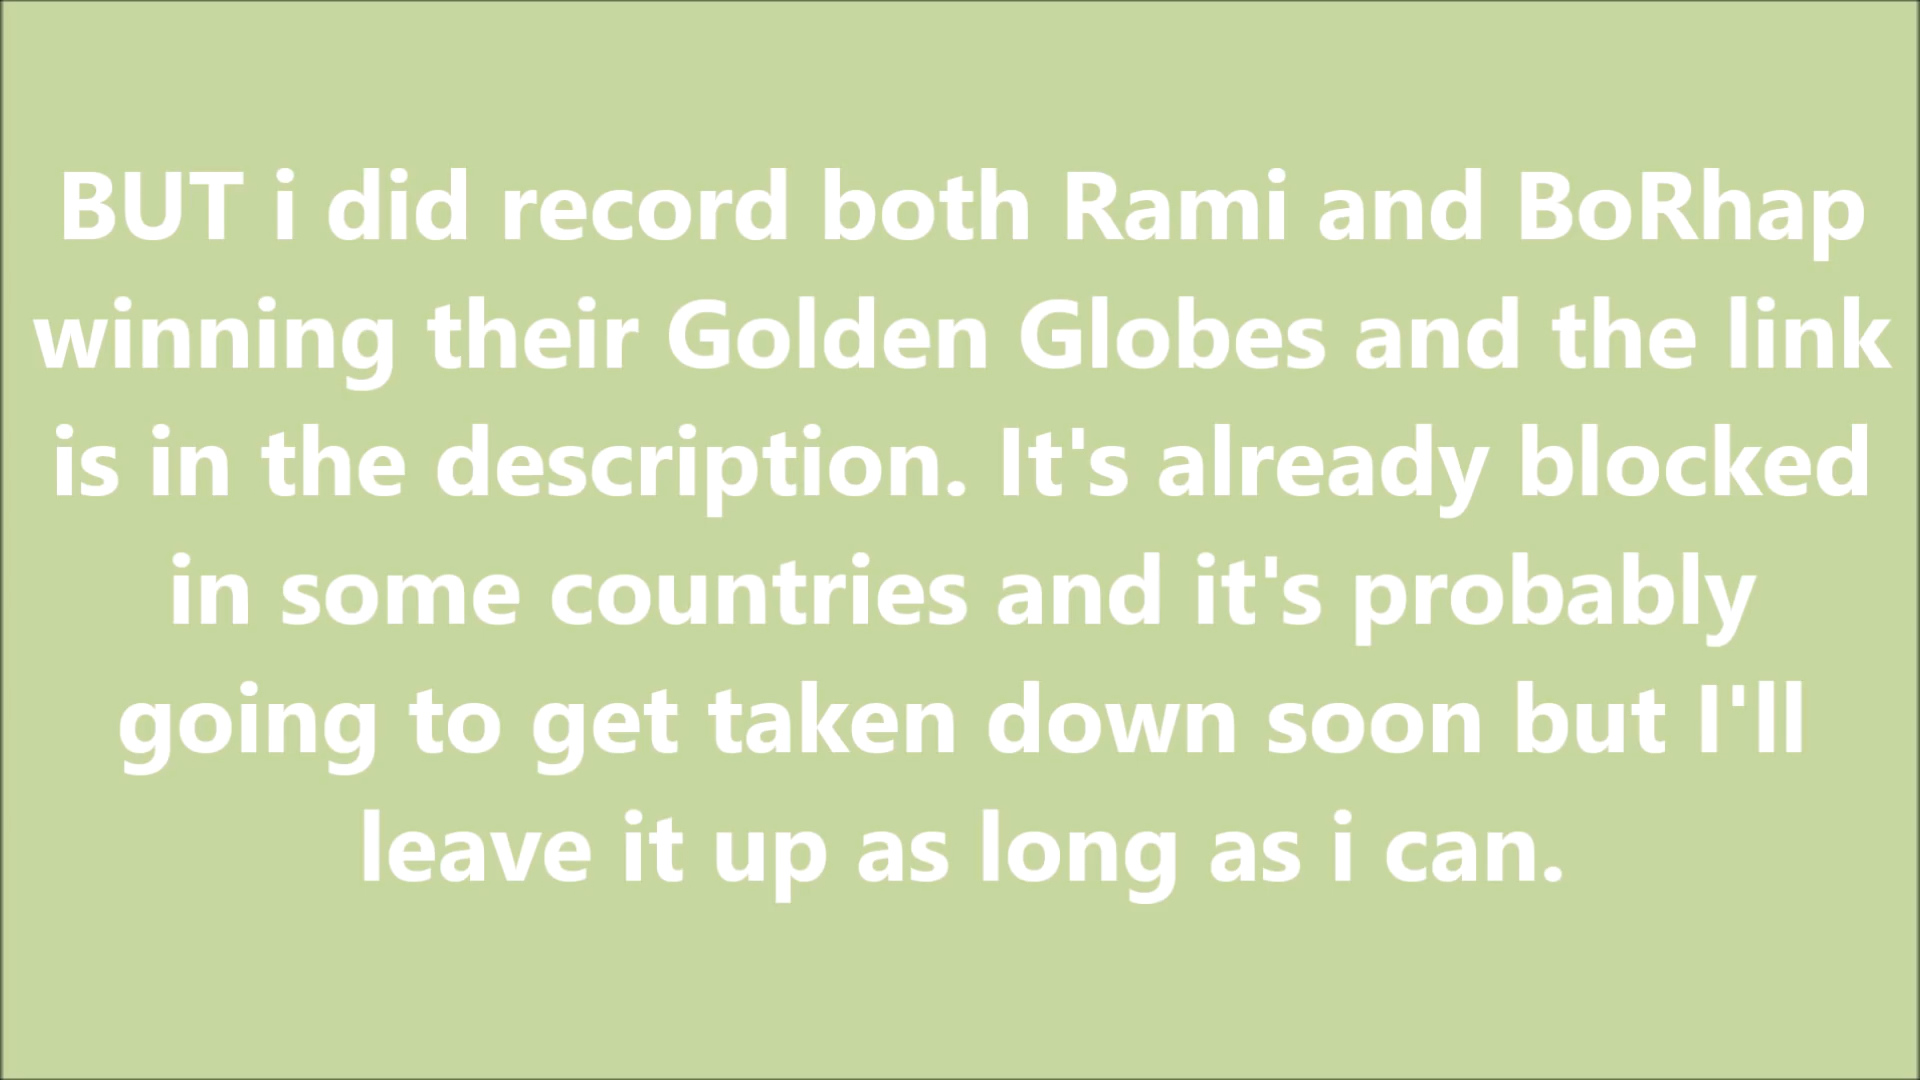 BUT i did record both Rami and BoRhap
winning their Golden Globes and the link
is in the description. It's already blocked
in some countries and it's probably
going to get taken down soon but I'll
leave it up as long as i can.